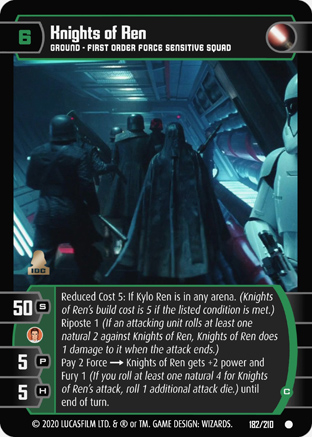 6
Knights of Ren
GROUND - FIRST ORDER FORCE SENSITIVE SQUAD
50 S
5 P
5 H
Reduced Cost 5: If Kylo Ren is in any arena. (Knights
of Ren's build cost is 5 if the listed condition is met.)
Riposte 1 (If an attacking unit rolls at least one
natural 2 against Knights of Ren, Knights of Ren does
1 damage to it when the attack ends.)
Pay 2 Force → Knights of Ren gets +2 power and
Fury 1 (If you roll at least one natural 4 for Knights
of Ren's attack, roll 1 additional attack die.) until
end of turn.
C
© 2020 LUCASFILM LTD. & ® or TM. GAME DESIGN: WIZARDS.
182/210